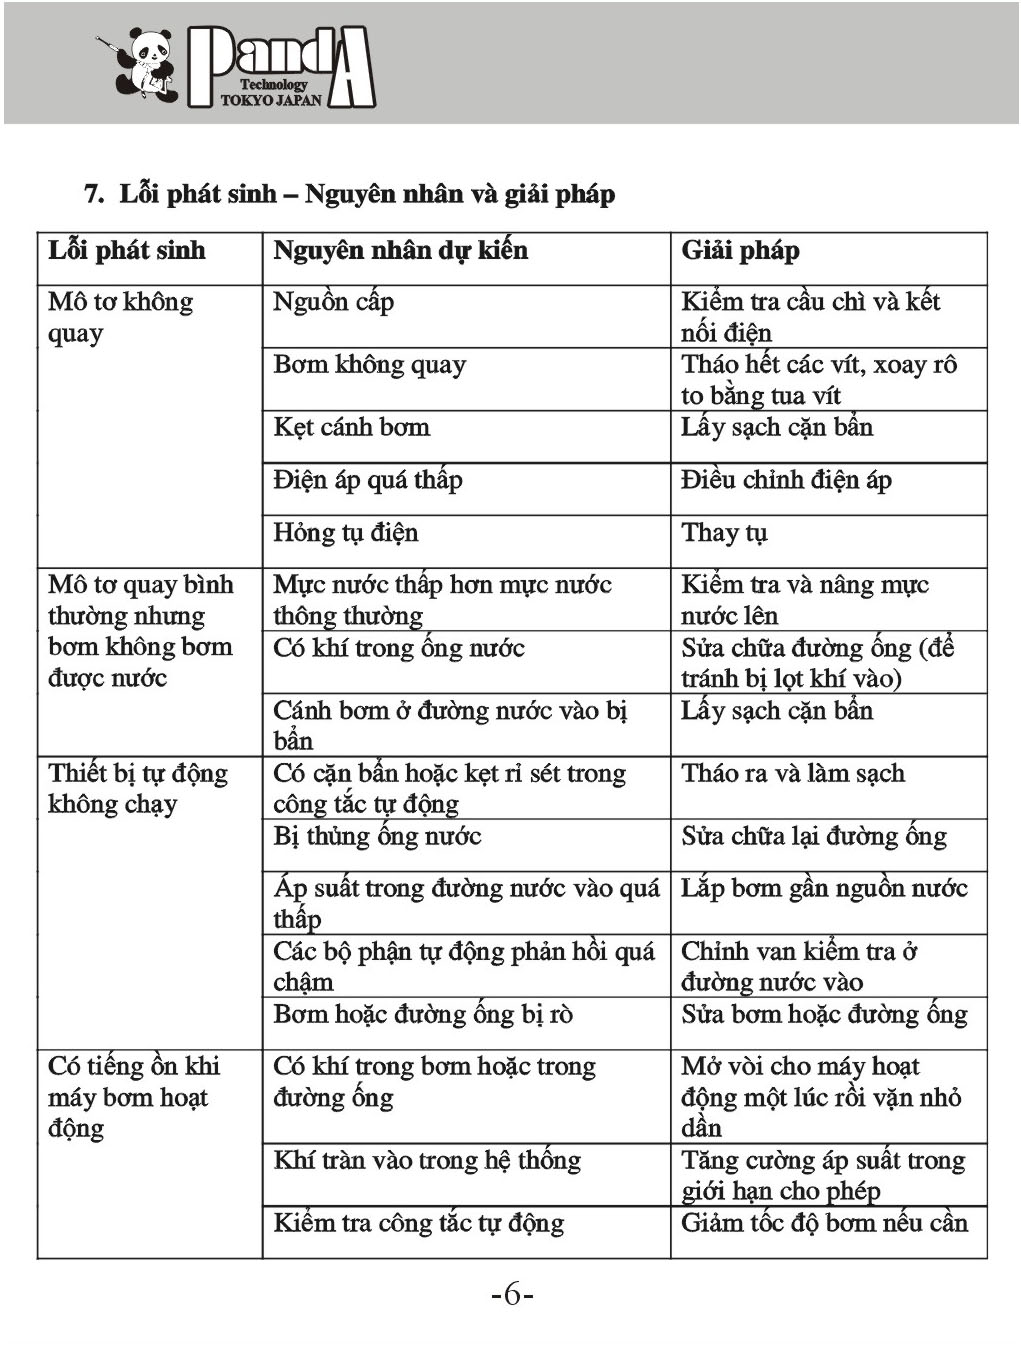 PandA
Technology
TOKYO JAPAN
7. Lỗi phát sinh – Nguyên nhân và giải pháp
Lỗi phát sinh
Nguyên nhân dự kiến
Giải pháp
Mô tơ không
quay
Nguồn cấp
Kiểm tra cầu chì và kết
nối điện
Bơm không quay
Tháo hết các vít, xoay rô
to bằng tua vít
Kẹt cánh bơm
Lấy sạch cặn bẩn
Điện áp quá thấp
Điều chỉnh điện áp
Hỏng tụ điện
Thay tụ
Mô tơ quay bình
thường nhưng
bơm không bơm
được nước
Mực nước thấp hơn mực nước
thông thường
Kiểm tra và nâng mực
nước lên
Có khí trong ống nước
Sửa chữa đường ống (để
tránh bị lọt khí vào)
Cánh bơm ở đường nước vào bị
bẩn
Lấy sạch cặn bẩn
Thiết bị tự động
không chạy
Có cặn bẩn hoặc kẹt rỉ sét trong
công tắc tự động
Tháo ra và làm sạch
Bị thủng ống nước
Sửa chữa lại đường ống
Áp suất trong đường nước vào quá
thấp
Lắp bơm gần nguồn nước
Các bộ phận tự động phản hồi quá
chậm
Chỉnh van kiểm tra ở
đường nước vào
Bơm hoặc đường ống bị rò
Sửa bơm hoặc đường ống
Có tiếng ồn khi
máy bơm hoạt
động
Có khí trong bơm hoặc trong
đường ống
Mở vòi cho máy hoạt
động một lúc rồi vặn nhỏ
dần
Khí tràn vào trong hệ thống
Tăng cường áp suất trong
giới hạn cho phép
Kiểm tra công tắc tự động
Giảm tốc độ bơm nếu cần
-6-